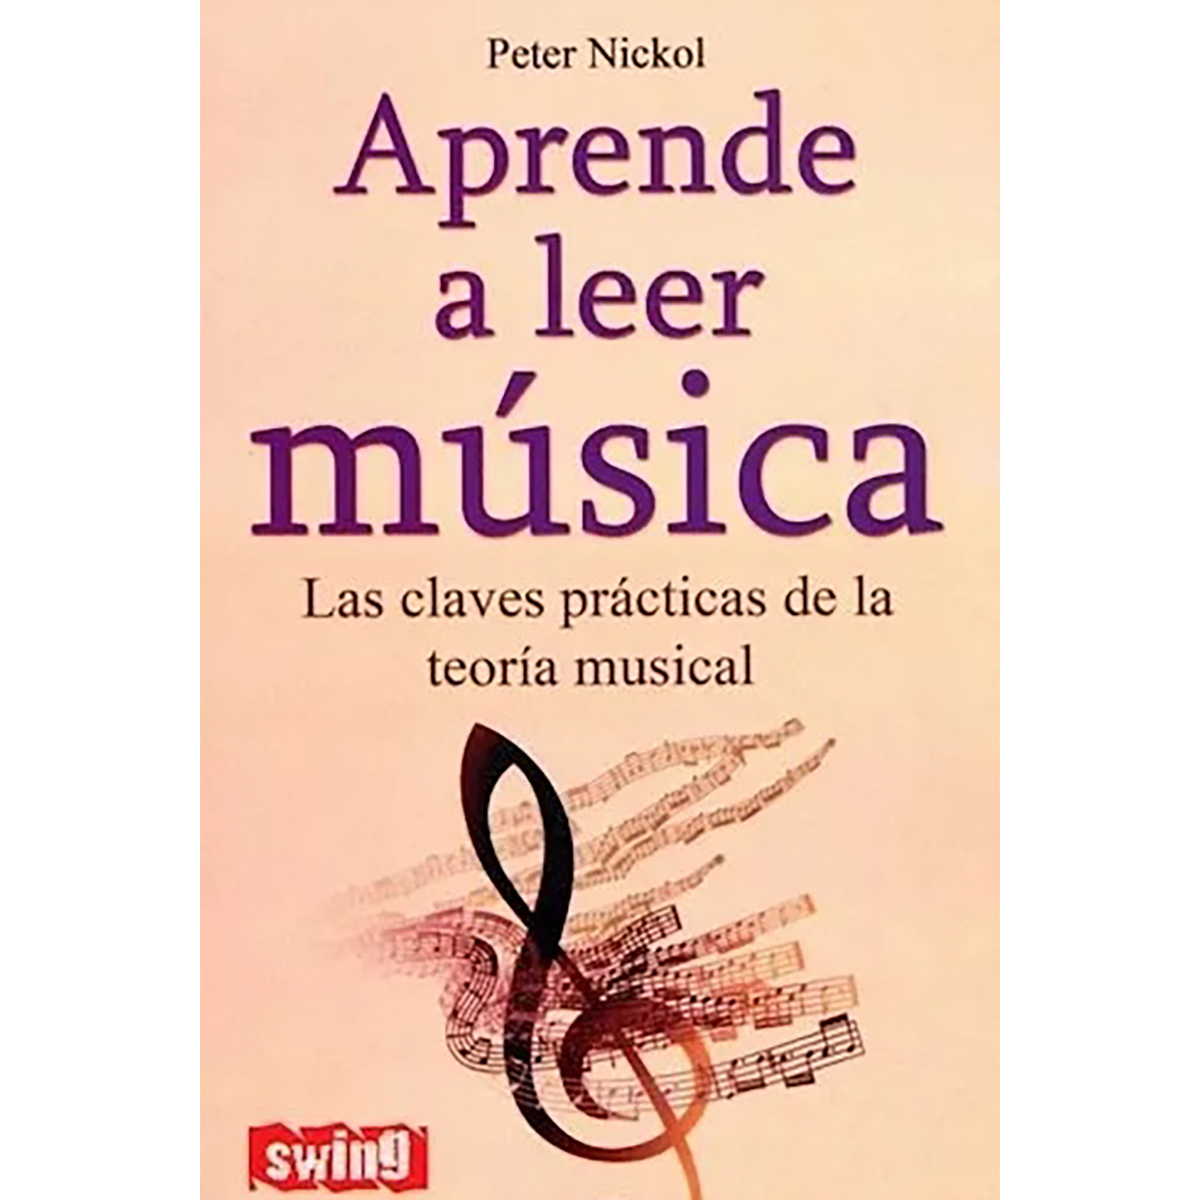 Peter Nickol
Aprende
a leer
música
Las claves prácticas de la
teoría musical
swing